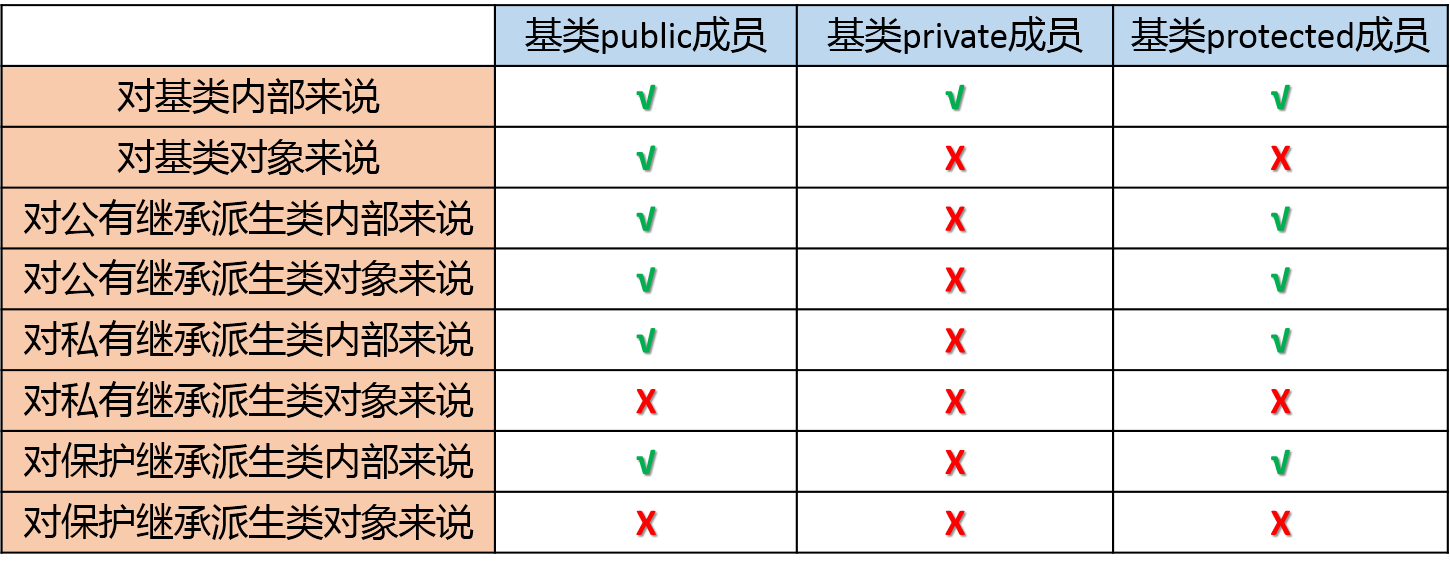 基类public成员 基类private成员 基类protected成员
对基类内部来说 √ √ √
对基类对象来说 √ X X
对公有继承派生类内部来说 √ X √
对公有继承派生类对象来说 √ X √
对私有继承派生类内部来说 √ X √
对私有继承派生类对象来说 X X X
对保护继承派生类内部来说 √ X √
对保护继承派生类对象来说 X X X